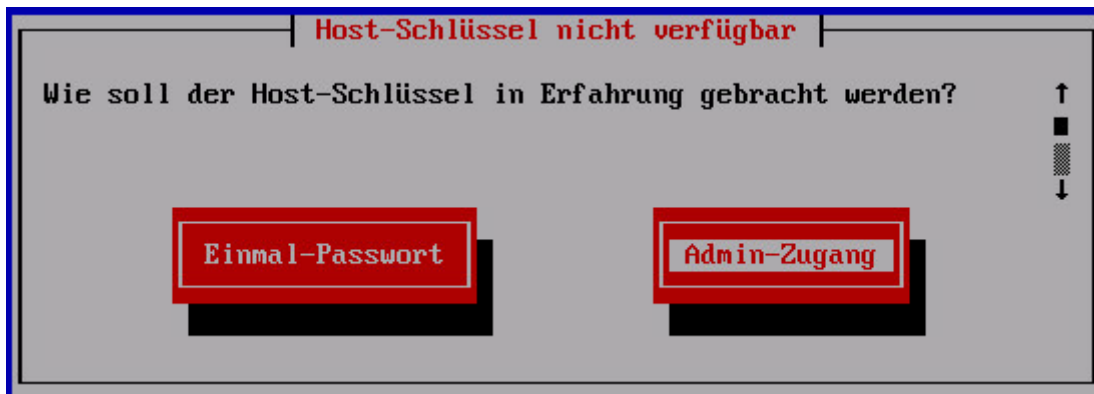 Host-Schlüssel nicht verfügbar
Wie soll der Host-Schlüssel in Erfahrung gebracht werden?
Einmal-Passwort
Admin-Zugang